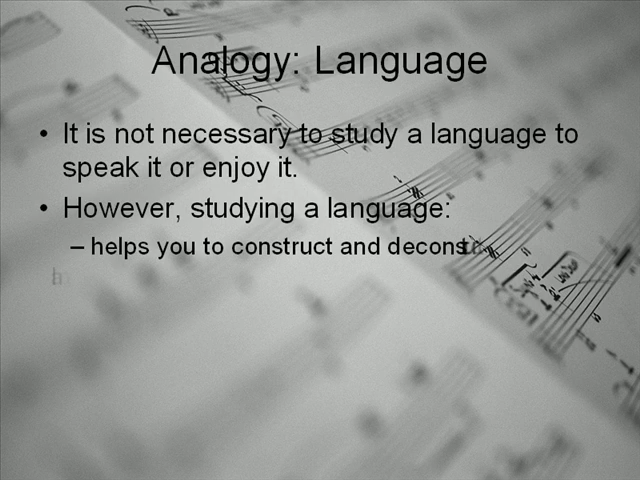 Analogy: Language
• It is not necessary to study a language to
speak it or enjoy it.
• However, studying a language:
– helps you to construct and